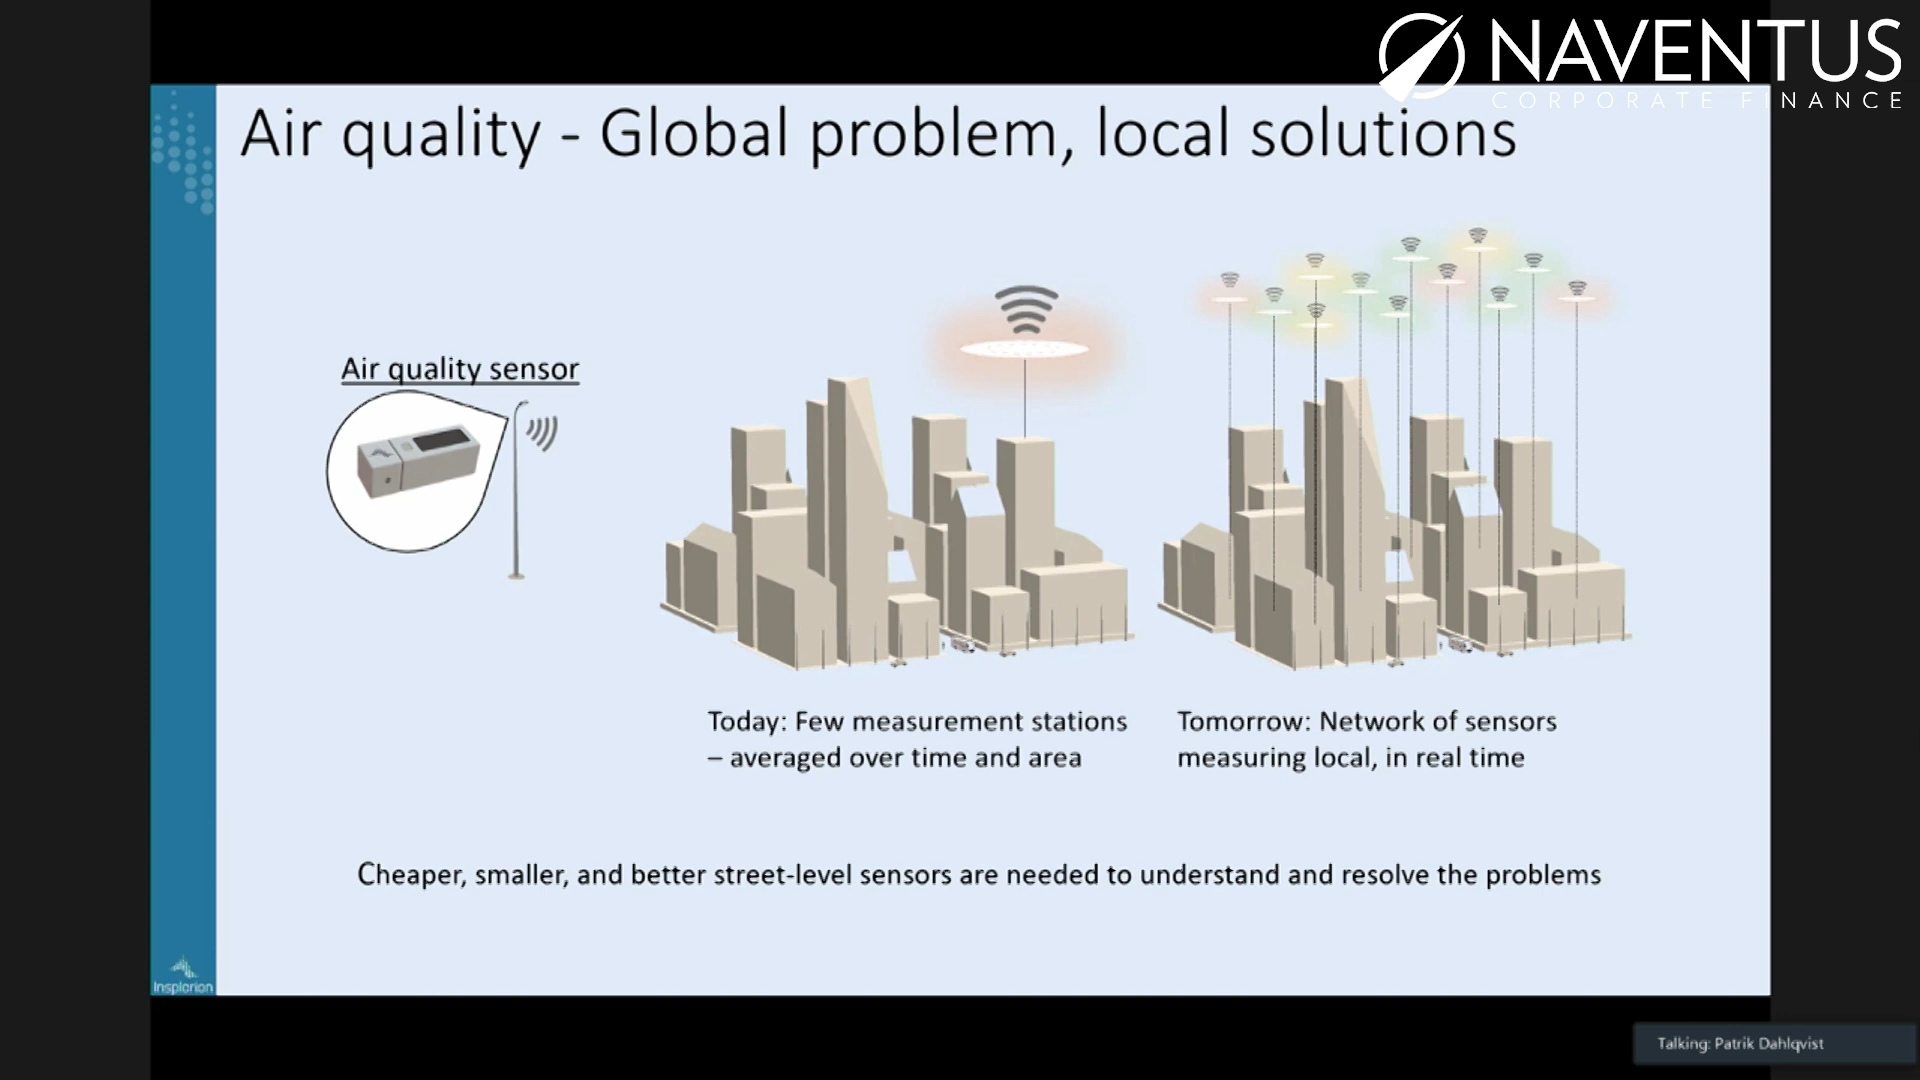 NAVENTUS
CORPORATE FINANCE
Air quality - Global problem, local solutions
Air quality sensor
Today: Few measurement stations
– averaged over time and area
Tomorrow: Network of sensors
measuring local, in real time
Cheaper, smaller, and better street-level sensors are needed to understand and resolve the problems
Insplorion
Talking: Patrik Dahlqvist